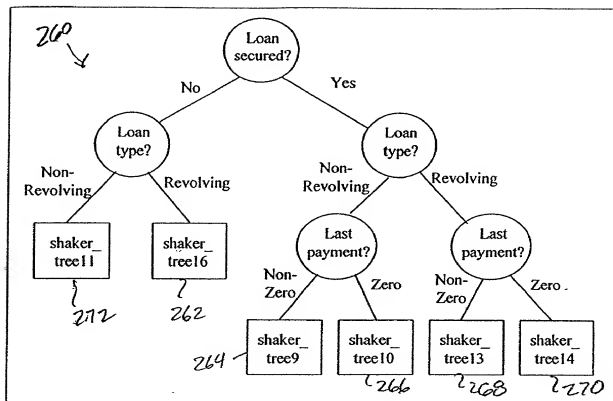 260
Loan
secured?
No
Yes
Loan
type?
Loan
type?
Non-
Revolving
Revolving
Non-
Revolving
Revolving
shaker_
tree11
shaker_
tree16
Last
payment?
Last
payment?
272
262
Non-
Zero
Zero
Non-
Zero
Zero
264
shaker_
tree9
shaker_
tree10
shaker_
tree13
shaker_
tree14
266
268
270